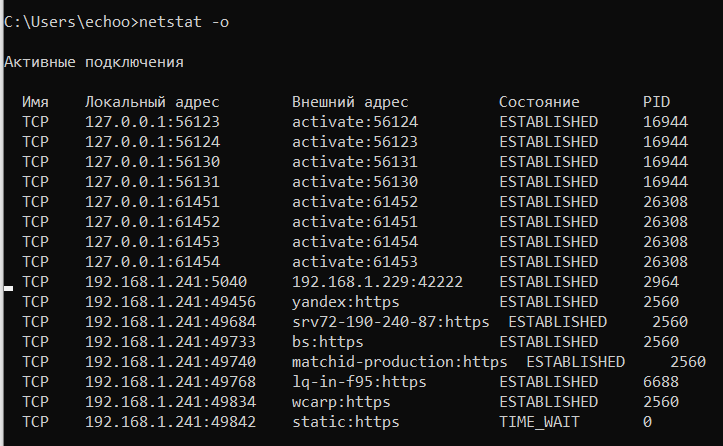 C:\Users\echoo>netstat -o
Активные подключения
Имя Локальный адрес Внешний адрес Состояние PID
TCP 127.0.0.1:56123 activate:56124 ESTABLISHED 16944
TCP 127.0.0.1:56124 activate:56123 ESTABLISHED 16944
TCP 127.0.0.1:56130 activate:56131 ESTABLISHED 16944
TCP 127.0.0.1:56131 activate:56130 ESTABLISHED 16944
TCP 127.0.0.1:61451 activate:61452 ESTABLISHED 26308
TCP 127.0.0.1:61452 activate:61451 ESTABLISHED 26308
TCP 127.0.0.1:61453 activate:61454 ESTABLISHED 26308
TCP 127.0.0.1:61454 activate:61453 ESTABLISHED 26308
TCP 192.168.1.241:5040 192.168.1.229:42222 ESTABLISHED 2964
TCP 192.168.1.241:49456 yandex:https ESTABLISHED 2560
TCP 192.168.1.241:49684 srv72-190-240-87:https ESTABLISHED 2560
TCP 192.168.1.241:49733 bs:https ESTABLISHED 2560
TCP 192.168.1.241:49740 matchid-production:https ESTABLISHED 2560
TCP 192.168.1.241:49768 lq-in-f95:https ESTABLISHED 6688
TCP 192.168.1.241:49834 wcarp:https ESTABLISHED 2560
TCP 192.168.1.241:49842 static:https TIME_WAIT 0